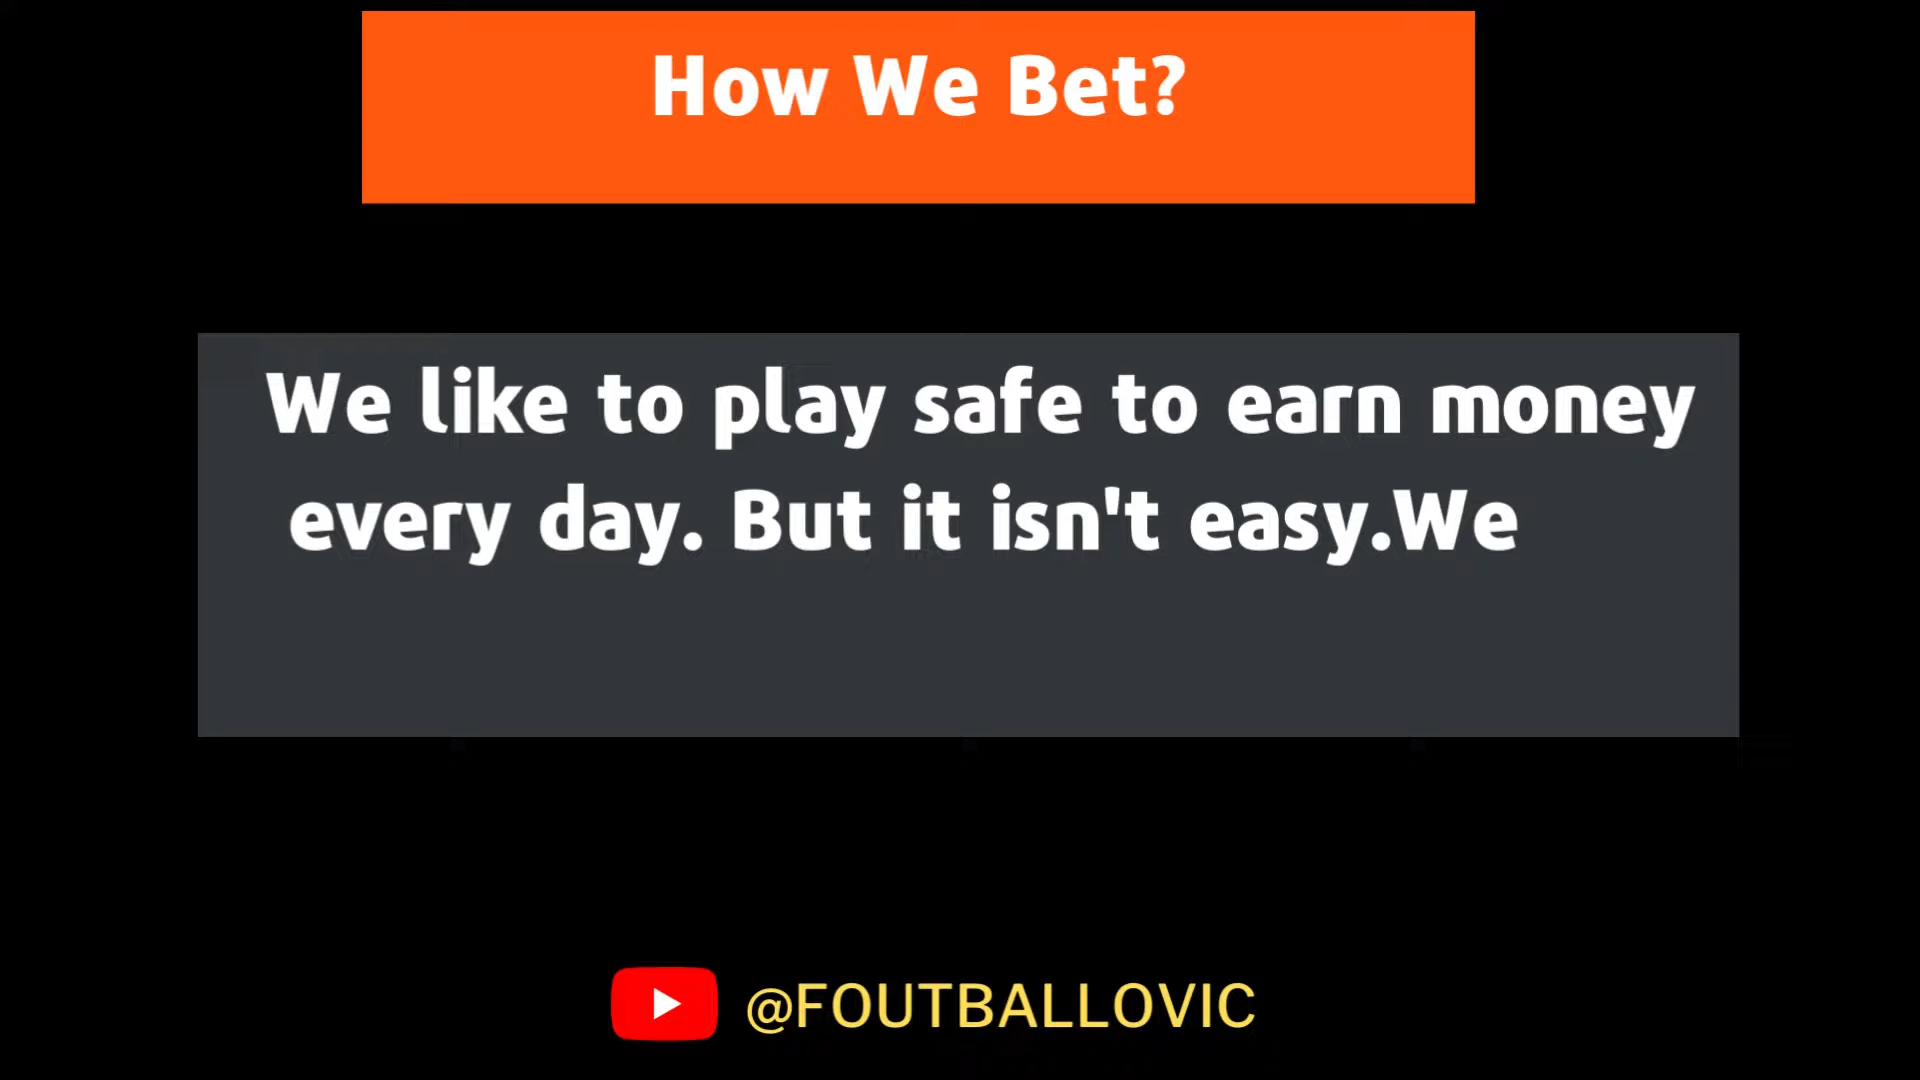 How We Bet?
We like to play safe to earn money
every day. But it isn't easy.We
@FOUTBALLOVIC